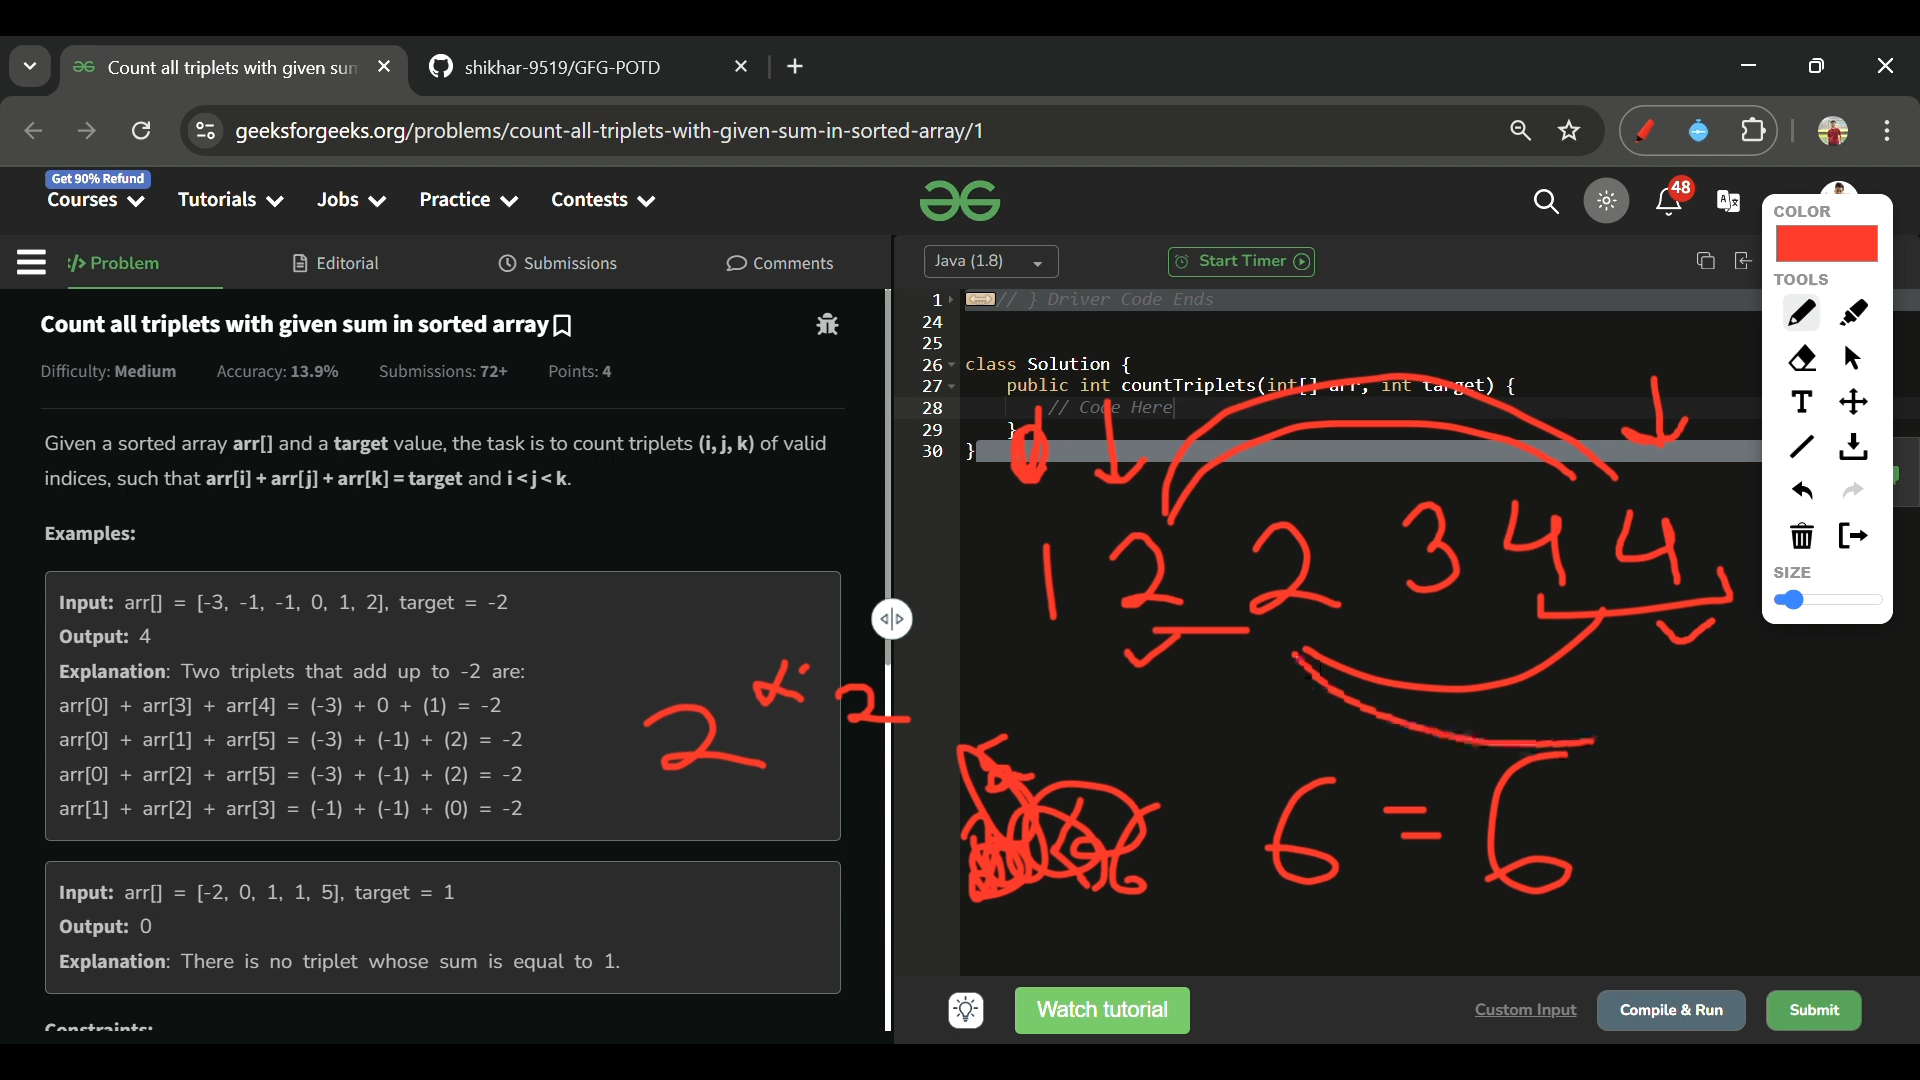 Count all triplets with given sum
shikhar-9519/GFG-POTD
geeksforgeeks.org/problems/count-all-triplets-with-given-sum-in-sorted-array/1
Get 90% Refund
Courses Tutorials Jobs Practice Contests
48
COLOR
TOOLS
SIZE
</> Problem Editorial Submissions Comments
Java (1.8) Start Timer
Count all triplets with given sum in sorted array
Difficulty: Medium Accuracy: 13.9% Submissions: 72+ Points: 4
Given a sorted array arr[] and a target value, the task is to count triplets (i, j, k) of valid
indices, such that arr[i] + arr[j] + arr[k] = target and i < j < k.
Examples:
Input: arr[] = [-3, -1, -1, 0, 1, 2], target = -2
Output: 4
Explanation: Two triplets that add up to -2 are:
arr[0] + arr[3] + arr[4] = (-3) + 0 + (1) = -2
arr[0] + arr[1] + arr[5] = (-3) + (-1) + (2) = -2
arr[0] + arr[2] + arr[5] = (-3) + (-1) + (2) = -2
arr[1] + arr[2] + arr[3] = (-1) + (-1) + (0) = -2
Input: arr[] = [-2, 0, 1, 1, 5], target = 1
Output: 0
Explanation: There is no triplet whose sum is equal to 1.
Constraints:
1 // } Driver Code Ends
24
25
26 class Solution {
27 public int countTriplets(int[] arr, int target) {
28 // Code Here
29 }
30 }
1 2 2 3 4 4
2 2
6 = 6
Watch tutorial Custom Input Compile & Run Submit